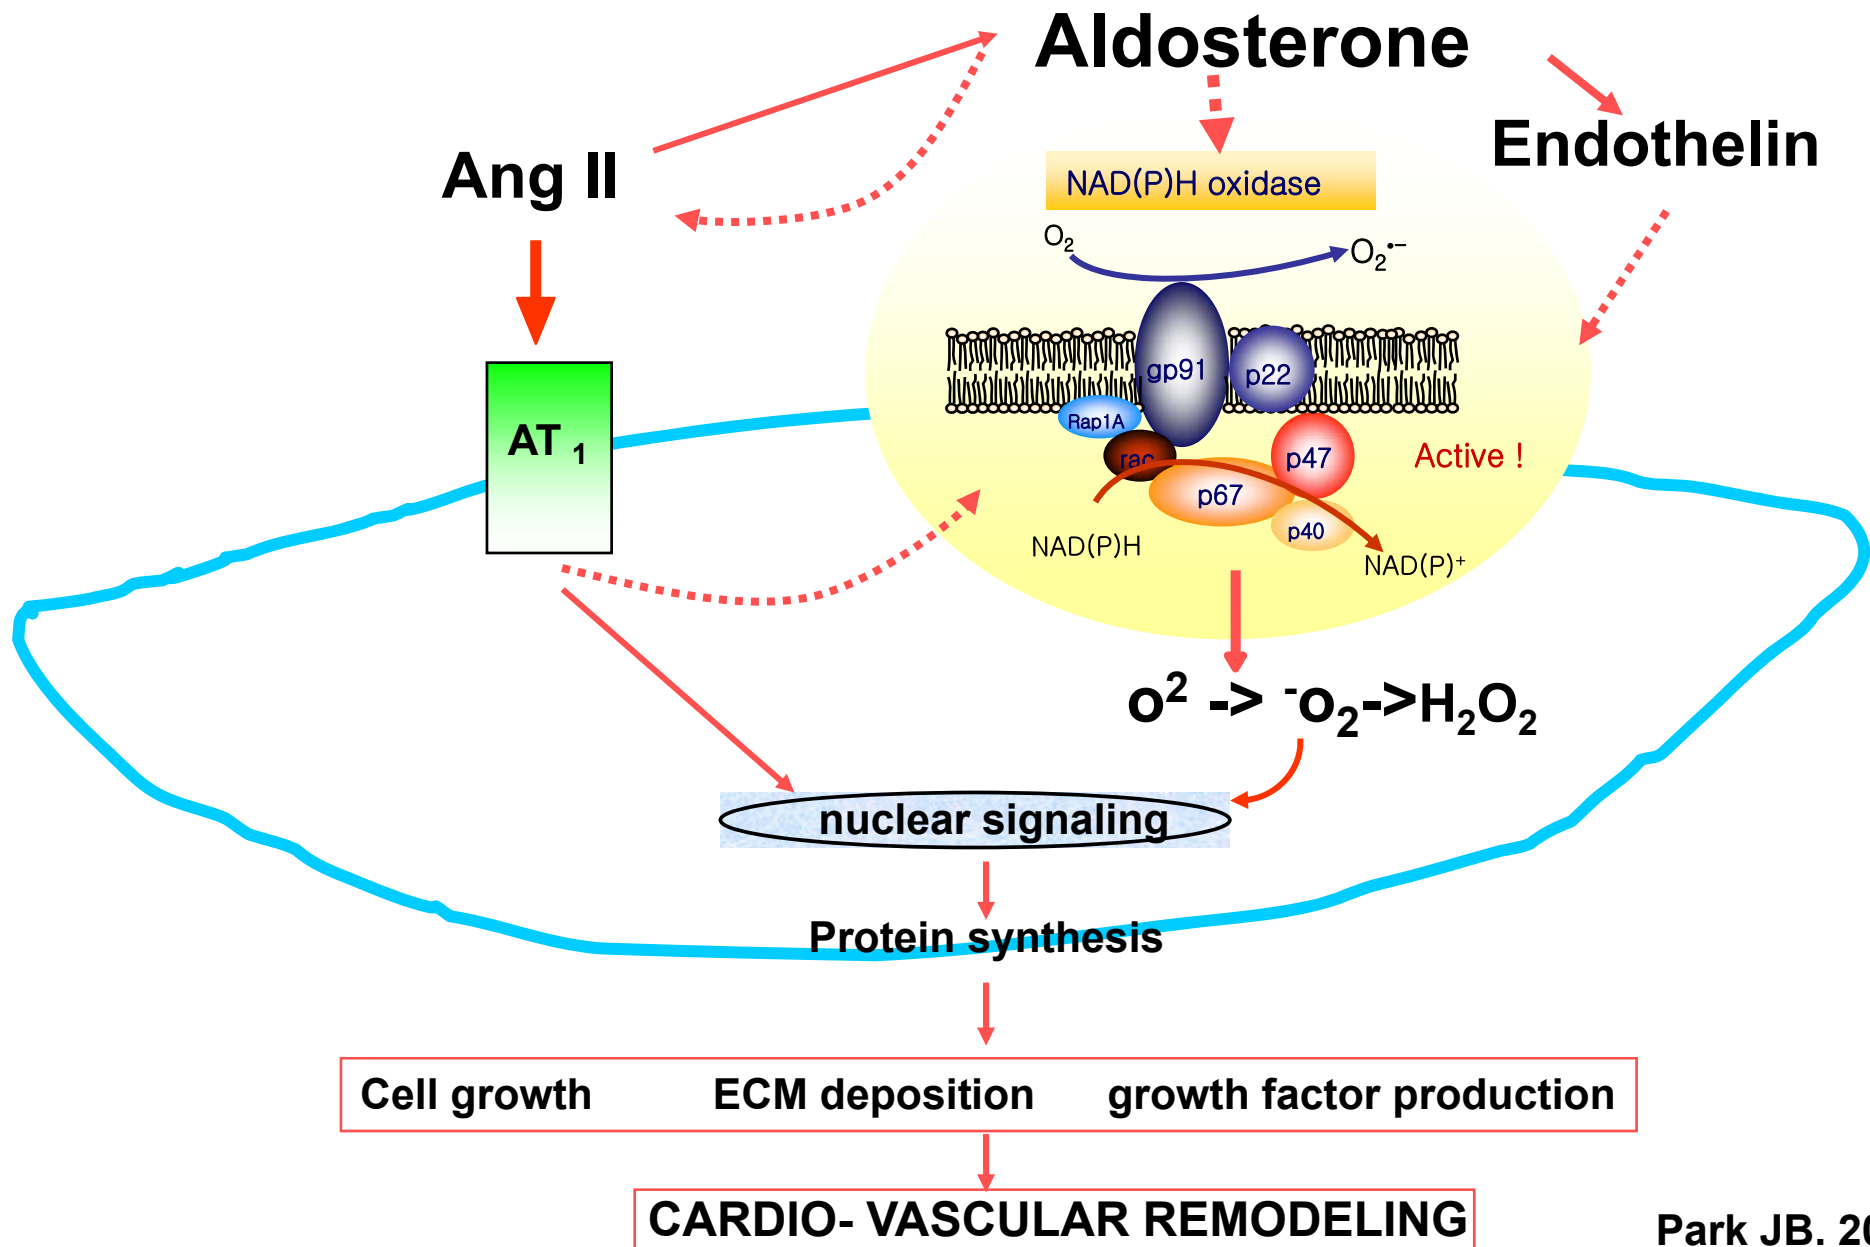 Aldosterone
Endothelin
Ang II
NAD(P)H oxidase
O₂
O₂•−
gp91
p22
Rap1A
AT 1
rac
p47
Active !
p67
p40
NAD(P)H
NAD(P)⁺
o² -> ⁻o₂->H₂O₂
nuclear signaling
Protein synthesis
Cell growth ECM deposition growth factor production
CARDIO- VASCULAR REMODELING
Park JB. 20